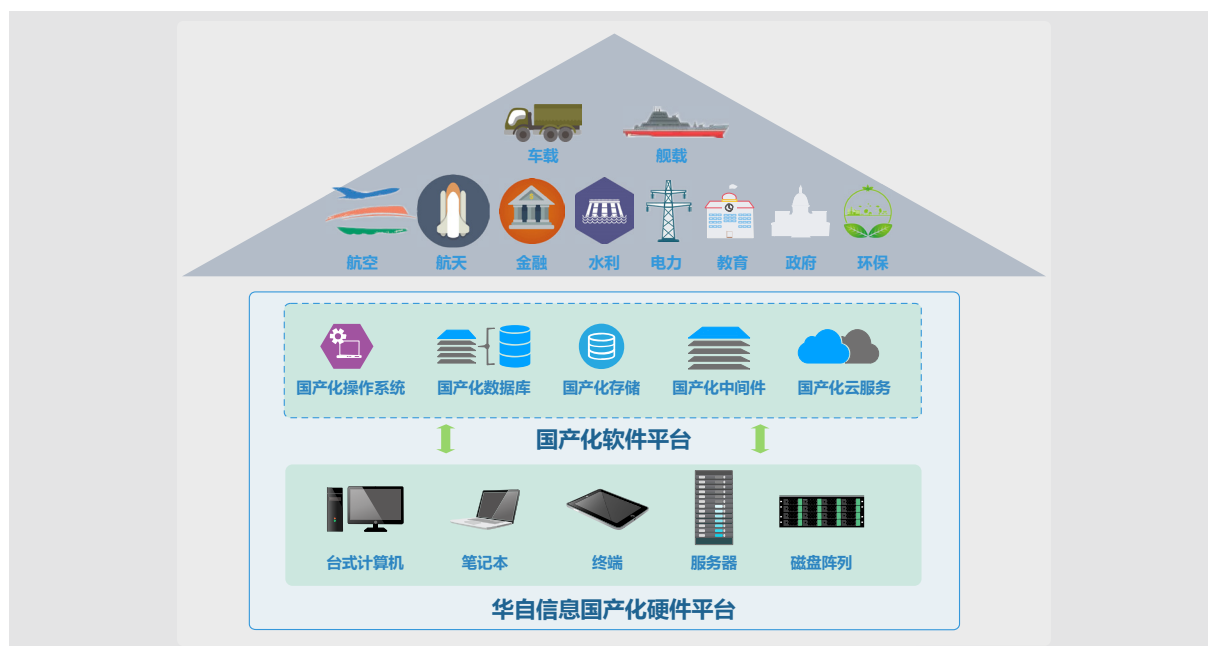 车载
舰载
航空
航天
金融
水利
电力
教育
政府
环保
国产化操作系统
国产化数据库
国产化存储
国产化中间件
国产化云服务
国产化软件平台
台式计算机
笔记本
终端
服务器
磁盘阵列
华自信息国产化硬件平台